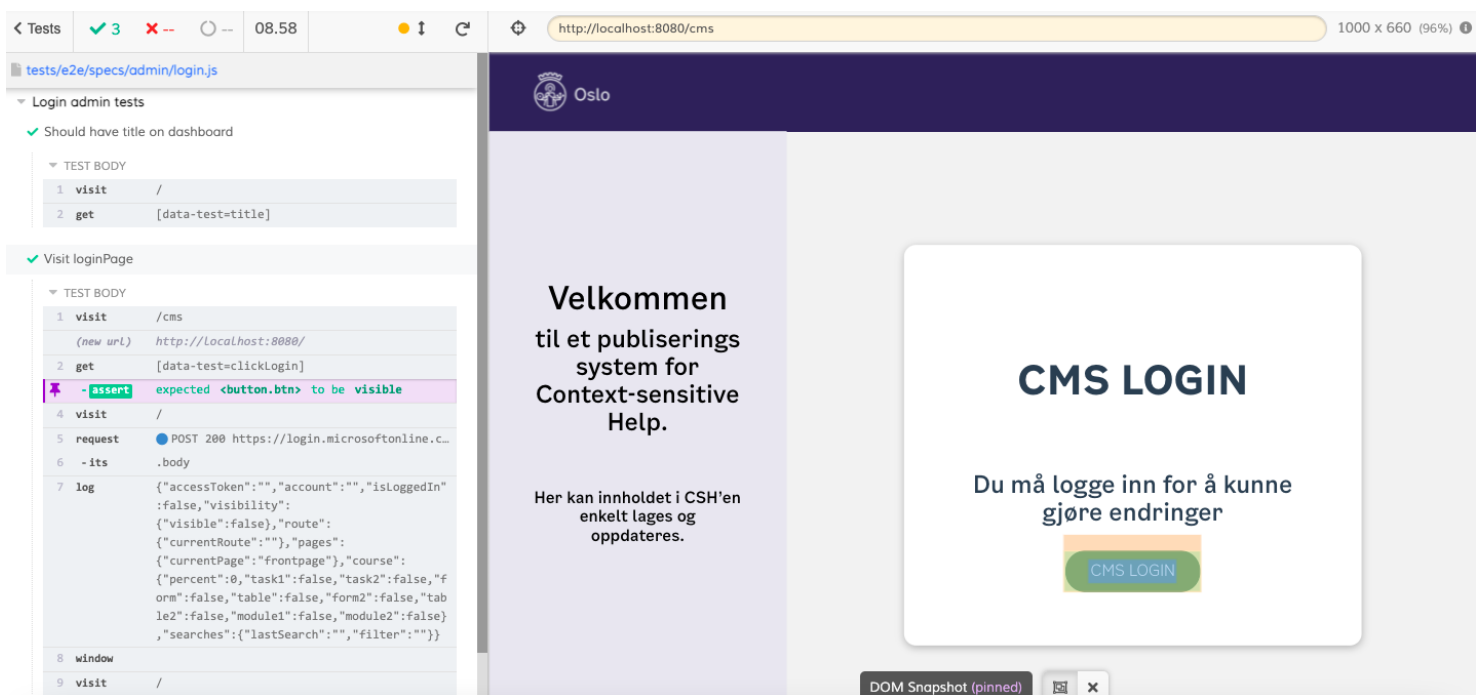 Tests 3 -- -- 08.58
http://localhost:8080/cms 1000 x 660 (96%)
tests/e2e/specs/admin/login.js
Login admin tests
Should have title on dashboard
TEST BODY
1 visit /
2 get [data-test=title]
Visit loginPage
TEST BODY
1 visit /cms
(new url) http://localhost:8080/
2 get [data-test=clickLogin]
- assert expected <button.btn> to be visible
4 visit /
5 request POST 200 https://login.microsoftonline.c…
6 - its .body
7 log {"accessToken":"","account":"","isLoggedIn"
:false,"visibility":
{"visible":false},"route":
{"currentRoute":""},"pages":
{"currentPage":"frontpage"},"course":
{"percent":0,"task1":false,"task2":false,"f
orm":false,"table":false,"form2":false,"tab
le2":false,"module1":false,"module2":false}
,"searches":{"lastSearch":"","filter":""}}
8 window
9 visit /
Oslo
Velkommen
til et publiserings
system for
Context-sensitive
Help.
Her kan innholdet i CSH'en
enkelt lages og
oppdateres.
CMS LOGIN
Du må logge inn for å kunne
gjøre endringer
CMS LOGIN
DOM Snapshot (pinned)